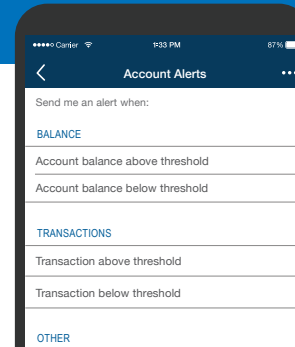 Carrier 1:33 PM 87%
Account Alerts
Send me an alert when:
BALANCE
Account balance above threshold
Account balance below threshold
TRANSACTIONS
Transaction above threshold
Transaction below threshold
OTHER